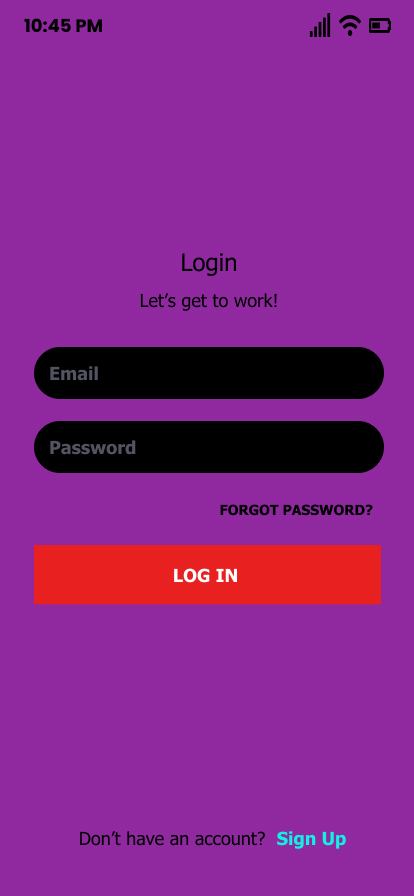 10:45 PM
Login
Let's get to work!
Email
Password
FORGOT PASSWORD?
LOG IN
Don't have an account? Sign Up